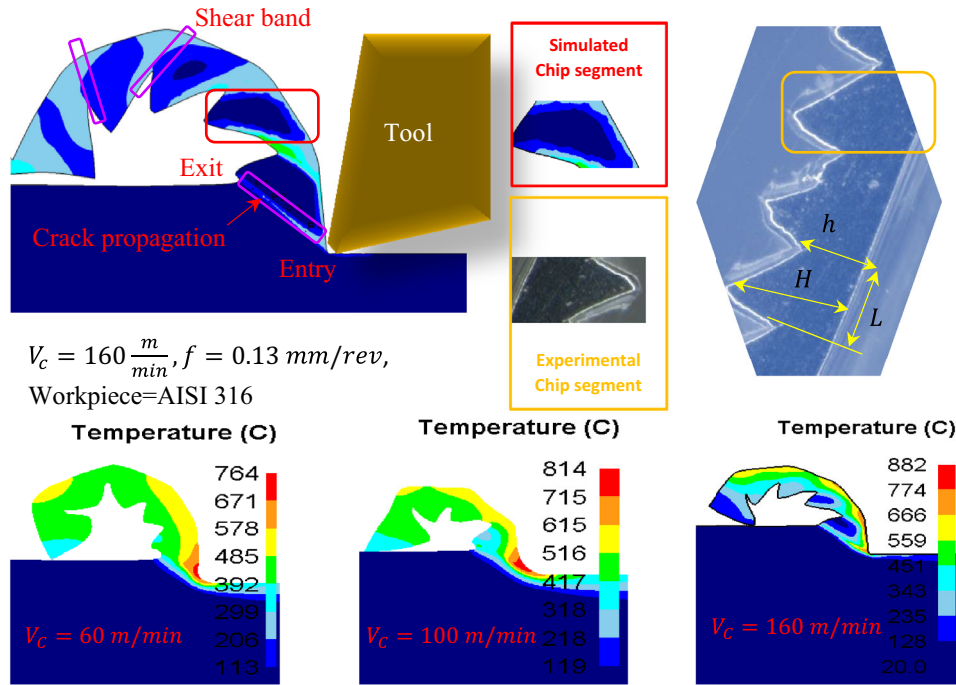 Shear band
Simulated
Chip segment
Tool
Exit
Crack propagation
Entry
h
H
L
Experimental
Chip segment
V_C = 160 m/min, f = 0.13 mm/rev,
Workpiece=AISI 316
Temperature (C)
764
671
578
485
392
299
206
113
V_C = 60 m/min
Temperature (C)
814
715
615
516
417
318
218
119
V_C = 100 m/min
Temperature (C)
882
774
666
559
451
343
235
128
20.0
V_C = 160 m/min